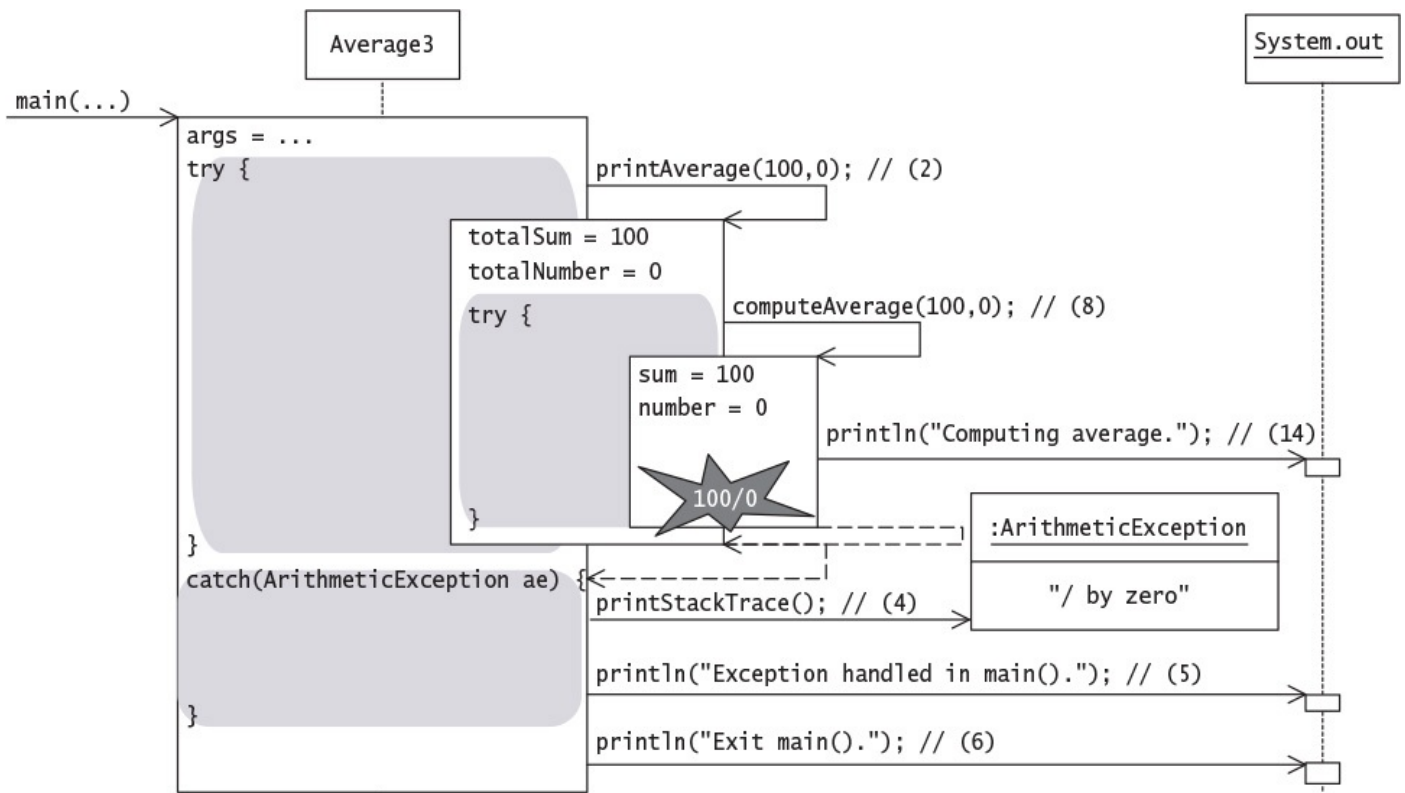 Average3
System.out
main(...)
args = ...
try {
printAverage(100,0); // (2)
totalSum = 100
totalNumber = 0
try {
computeAverage(100,0); // (8)
sum = 100
number = 0
println("Computing average."); // (14)
100/0
}
:ArithmeticException
"/ by zero"
}
catch(ArithmeticException ae) {
printStackTrace(); // (4)
println("Exception handled in main()."); // (5)
}
println("Exit main()."); // (6)